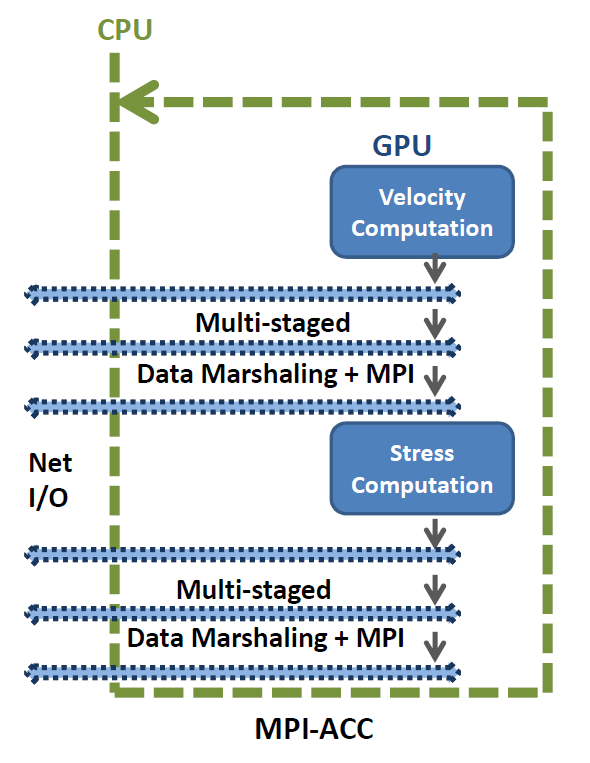 CPU
GPU
Velocity
Computation
Multi-staged
Data Marshaling + MPI
Net
I/O
Stress
Computation
Multi-staged
Data Marshaling + MPI
MPI-ACC